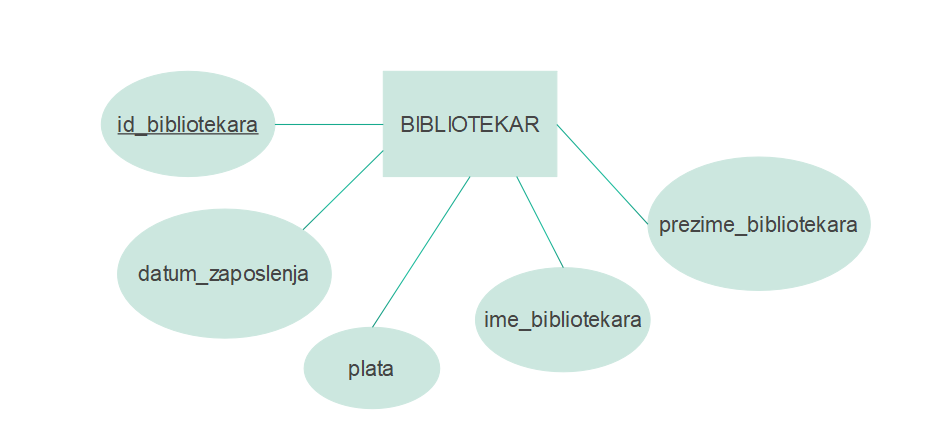 BIBLIOTEKAR
id_bibliotekara
datum_zaposlenja
plata
ime_bibliotekara
prezime_bibliotekara